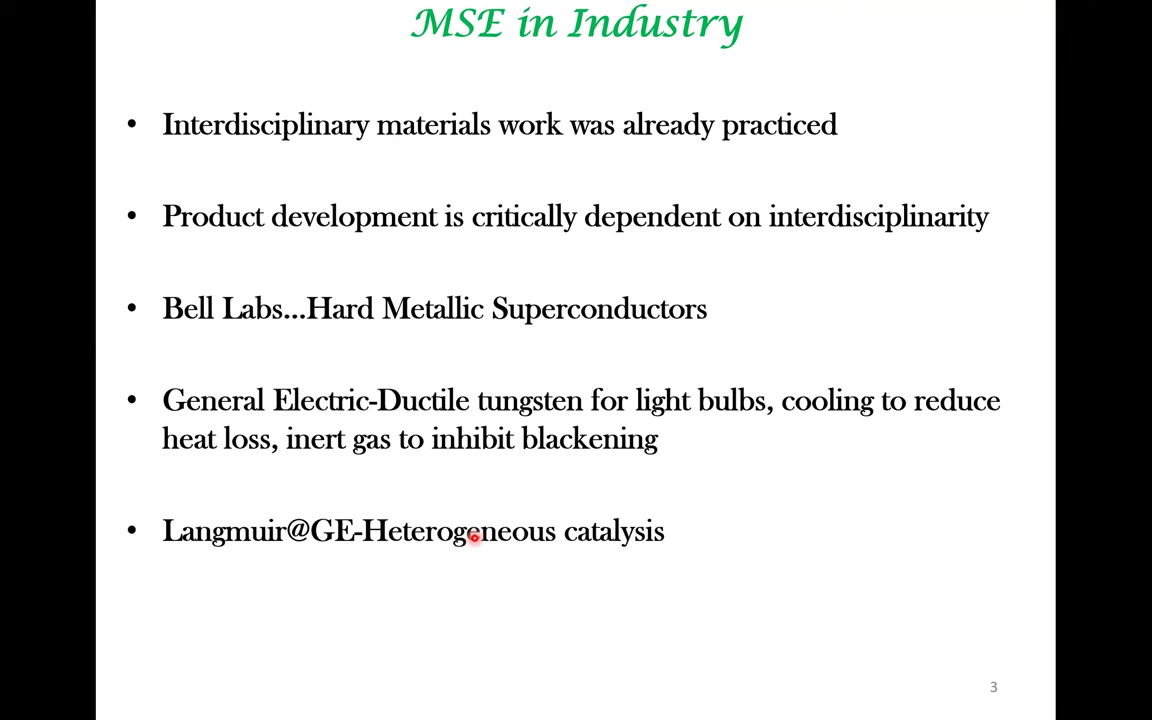 MSE in Industry
• Interdisciplinary materials work was already practiced
• Product development is critically dependent on interdisciplinarity
• Bell Labs...Hard Metallic Superconductors
• General Electric-Ductile tungsten for light bulbs, cooling to reduce
heat loss, inert gas to inhibit blackening
• Langmuir@GE-Heterogeneous catalysis
3